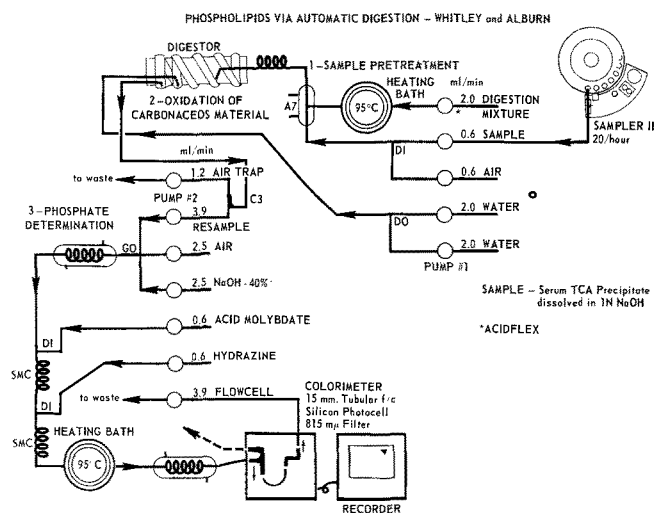 PHOSPHOLIPIDS VIA AUTOMATIC DIGESTION - WHITLEY and ALBURN
DIGESTOR
1-SAMPLE PRETREATMENT
HEATING
BATH
ml/min
95°C
A7
2.0 DIGESTION
*
MIXTURE
2-OXIDATION OF
CARBONACEOS MATERIAL
0.6 SAMPLE
SAMPLER II
20/hour
DI
ml/min
to waste
1.2 AIR TRAP
0.6 AIR
PUMP #2
C3
3.9
RESAMPLE
2.0 WATER
3-PHOSPHATE
DETERMINATION
DO
GO
2.5 AIR
2.0 WATER
PUMP #1
2.5 NaOH - 40%
SAMPLE - Serum TCA Precipitate
dissolved in 1N NaOH
*ACIDFLEX
0.6 ACID MOLYBDATE
DI
0.6 HYDRAZINE
SMC
DI
to waste
3.9 FLOWCELL
COLORIMETER
15 mm. Tubular f/c
Silicon Photocell
815 mµ Filter
SMC
HEATING BATH
95°C
RECORDER